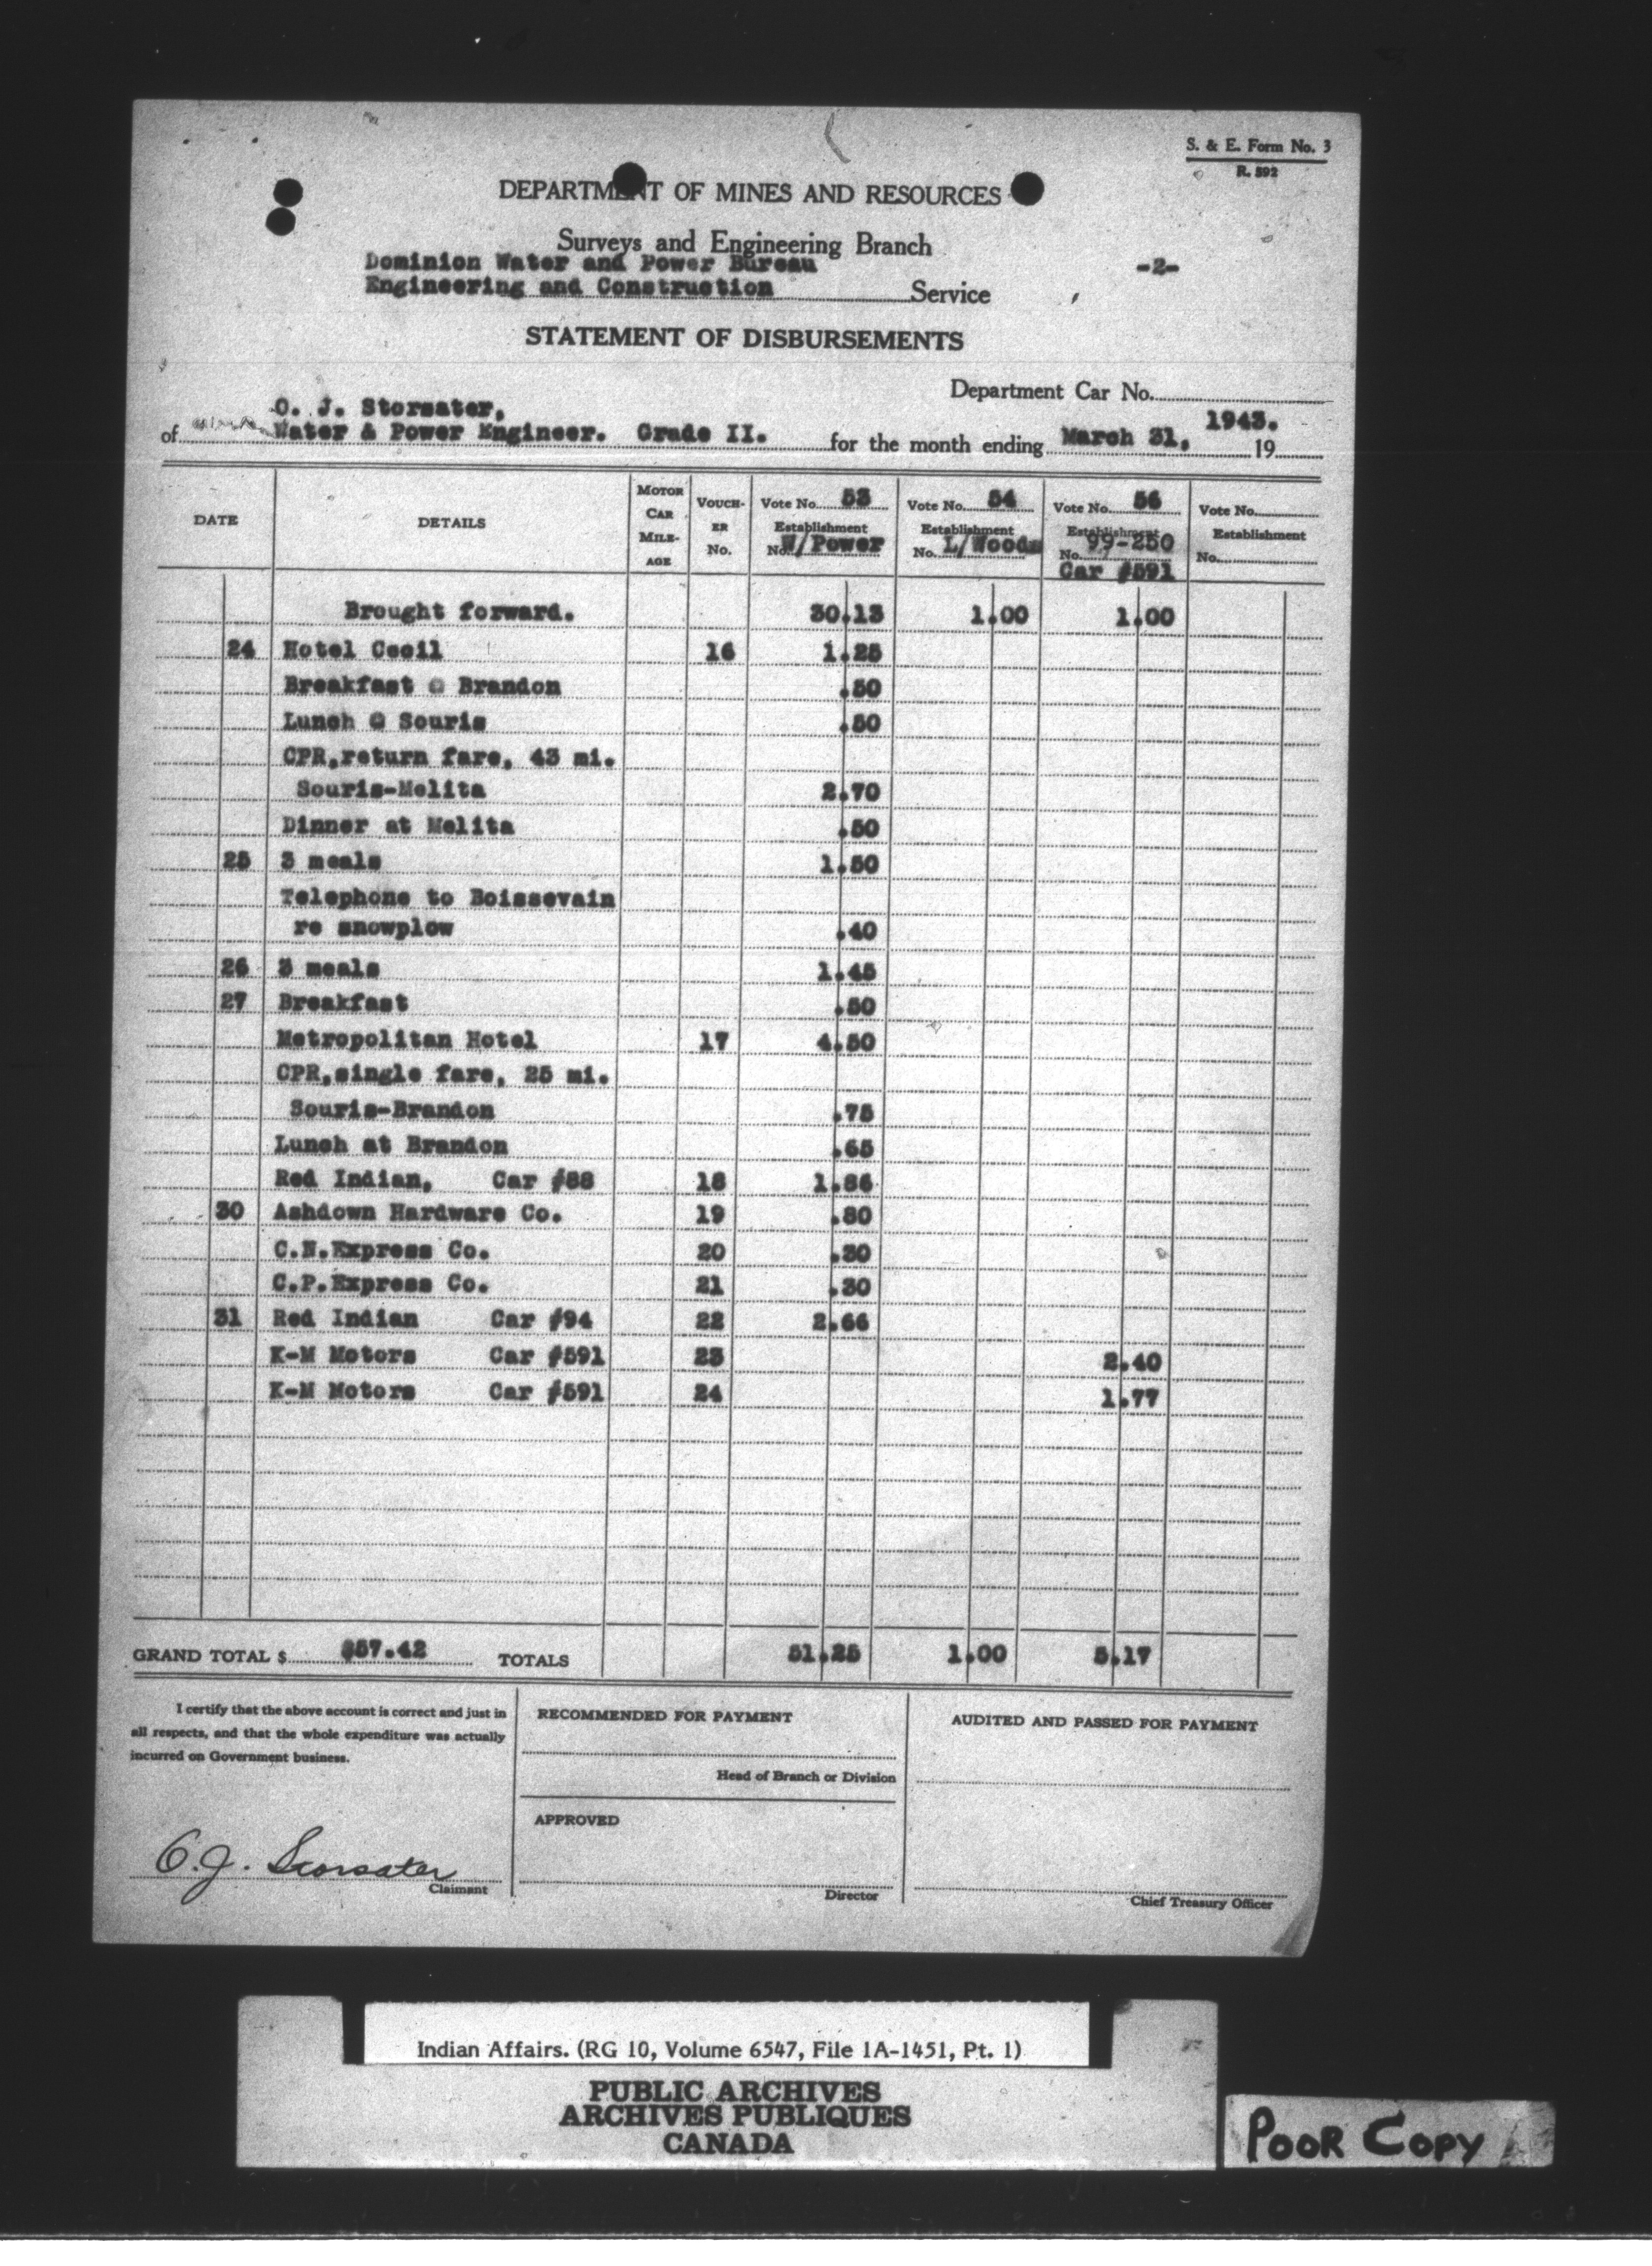 S. & E. Form No. 3
R. 592
DEPARTMENT OF MINES AND RESOURCES
Surveys and Engineering Branch
Dominion Water and Power Bureau
-2-
Engineering and Construction Service
STATEMENT OF DISBURSEMENTS
Department Car No.
O. J. Storsater, 1943.
of Water & Power Engineer. Grade II. for the month ending March 31, 19
DATE DETAILS MOTOR CAR MILE-AGE VOUCH-ER No. Vote No. 53 Establishment No. W/Power Vote No. 54 Establishment No. L/Woods Vote No. 56 Establishment No. 99-250 Car #591 Vote No. Establishment No.
Brought forward. 30.13 1.00 1.00
24 Hotel Cecil 16 1.25
Breakfast @ Brandon .50
Lunch @ Souris .50
CPR,return fare, 43 mi.
Souris-Melita 2.70
Dinner at Melita .50
25 3 meals 1.50
Telephone to Boissevain
re snowplow .40
26 3 meals 1.45
27 Breakfast .50
Metropolitan Hotel 17 4.50
CPR,single fare, 25 mi.
Souris-Brandon .75
Lunch at Brandon .65
Red Indian, Car #88 18 1.86
30 Ashdown Hardware Co. 19 .80
C.N.Express Co. 20 .30
C.P.Express Co. 21 .30
31 Red Indian Car #94 22 2.66
K-M Motors Car #591 23 2.40
K-M Motors Car #591 24 1.77
GRAND TOTAL $ $57.42 TOTALS 51.25 1.00 5.17
I certify that the above account is correct and just in
all respects, and that the whole expenditure was actually
incurred on Government business.
O.J. Storsater
Claimant
RECOMMENDED FOR PAYMENT
Head of Branch or Division
APPROVED
Director
AUDITED AND PASSED FOR PAYMENT
Chief Treasury Officer
Indian Affairs. (RG 10, Volume 6547, File 1A-1451, Pt. 1)
PUBLIC ARCHIVES
ARCHIVES PUBLIQUES
CANADA
POOR COPY